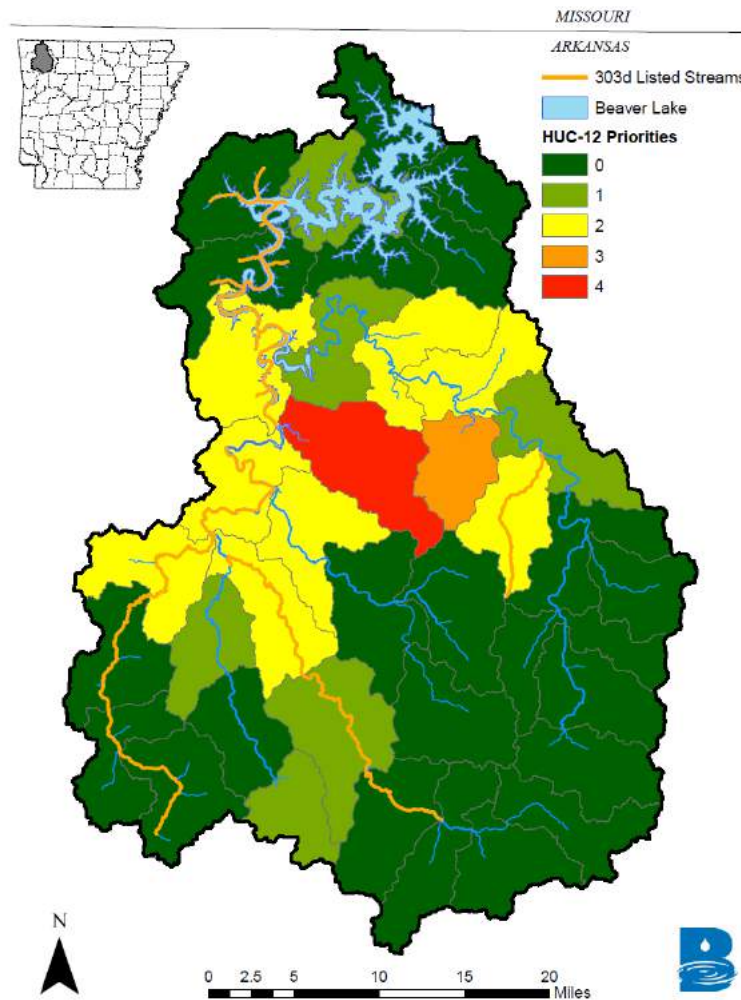 MISSOURI
ARKANSAS
303d Listed Streams
Beaver Lake
HUC-12 Priorities
0
1
2
3
4
N
0 2.5 5 10 15 20
Miles
B